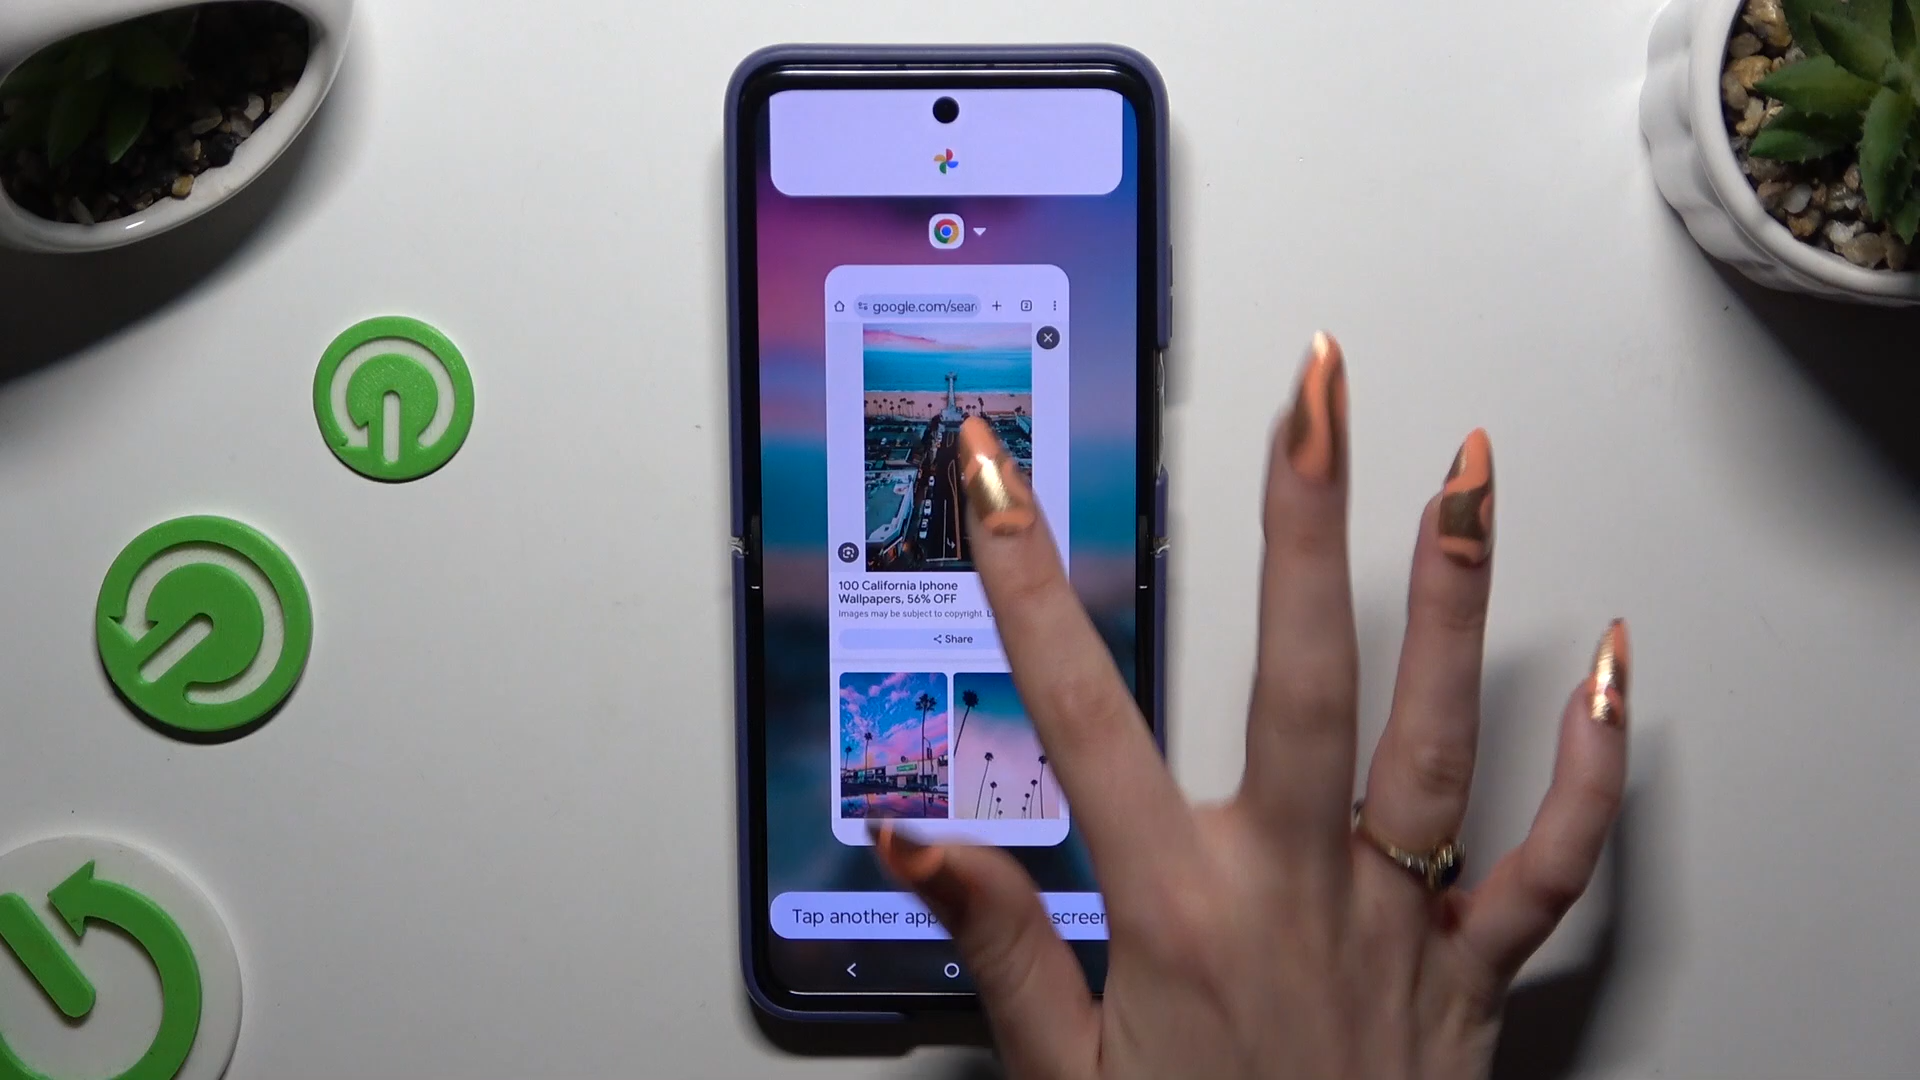 google.com/sear
2
100 California Iphone
Wallpapers, 56% OFF
Images may be subject to copyright.
Share
Tap another app screen